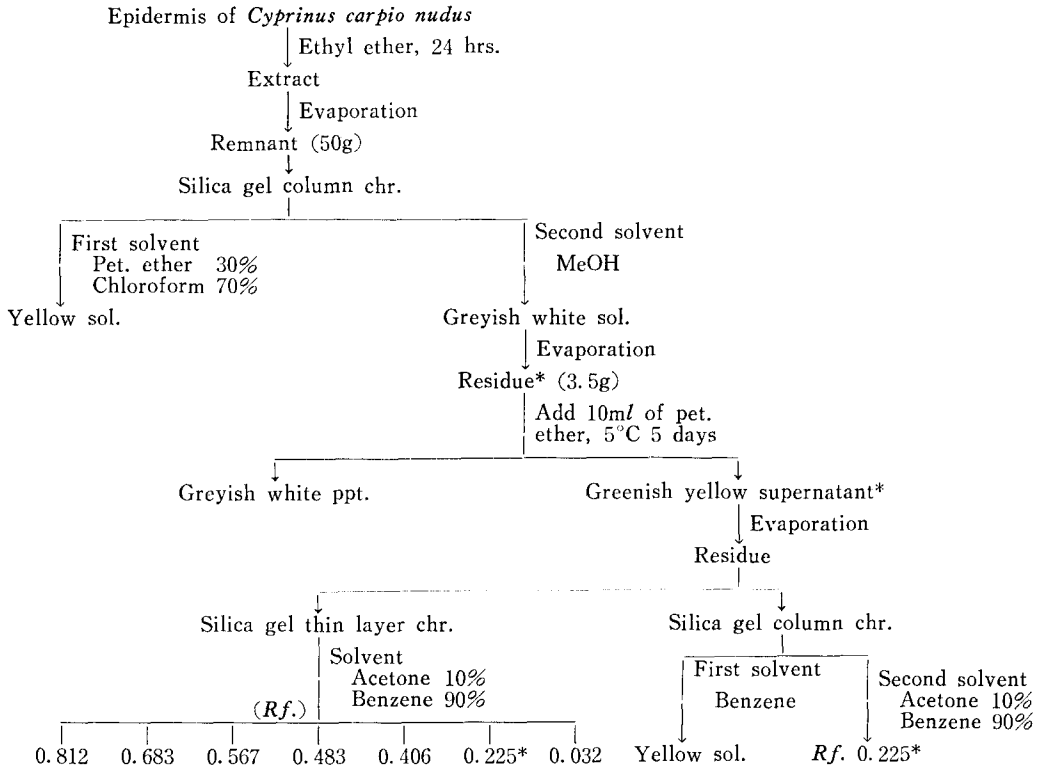 Epidermis of Cyprinus carpio nudus
Ethyl ether, 24 hrs.
Extract
Evaporation
Remnant (50g)
Silica gel column chr.
First solvent
Pet. ether 30%
Chloroform 70%
Yellow sol.
Second solvent
MeOH
Greyish white sol.
Evaporation
Residue* (3.5g)
Add 10ml of pet.
ether, 5°C 5 days
Greyish white ppt.
Greenish yellow supernatant*
Evaporation
Residue
Silica gel thin layer chr.
Solvent
Acetone 10%
Benzene 90%
(Rf.)
0.812 0.683 0.567 0.483 0.406 0.225* 0.032
Silica gel column chr.
First solvent
Benzene
Yellow sol.
Second solvent
Acetone 10%
Benzene 90%
Rf. 0.225*